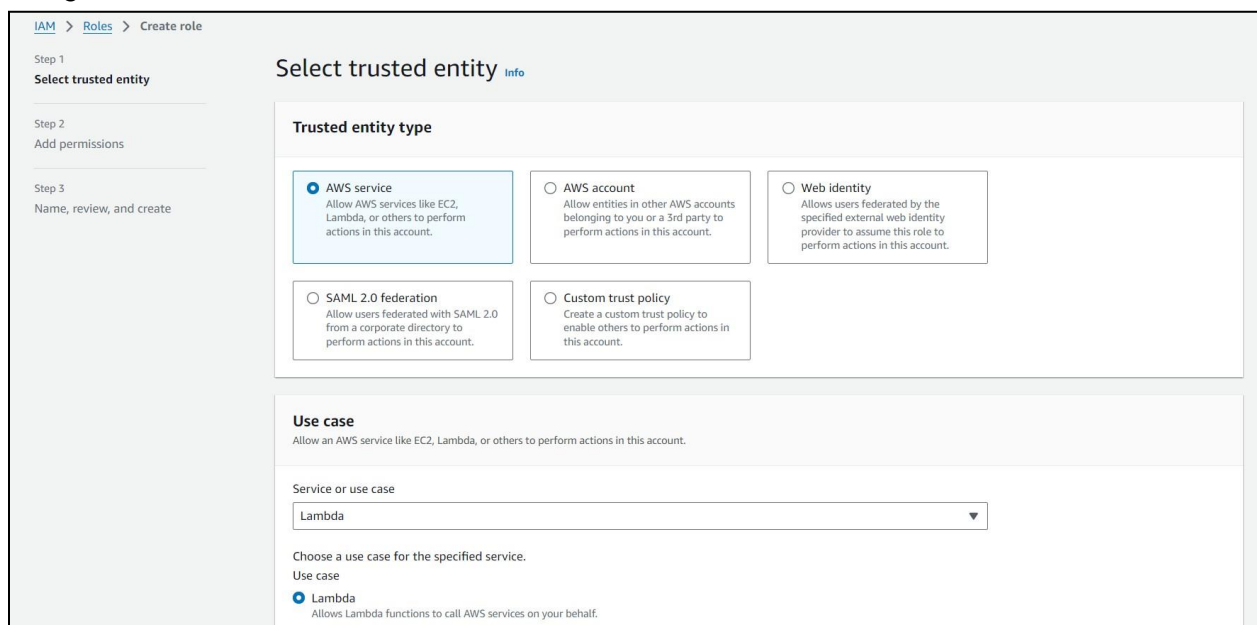 IAM > Roles > Create role
Step 1
Select trusted entity
Step 2
Add permissions
Step 3
Name, review, and create
Select trusted entity Info
Trusted entity type
AWS service
Allow AWS services like EC2,
Lambda, or others to perform
actions in this account.
AWS account
Allow entities in other AWS accounts
belonging to you or a 3rd party to
perform actions in this account.
Web identity
Allows users federated by the
specified external web identity
provider to assume this role to
perform actions in this account.
SAML 2.0 federation
Allow users federated with SAML 2.0
from a corporate directory to
perform actions in this account.
Custom trust policy
Create a custom trust policy to
enable others to perform actions in
this account.
Use case
Allow an AWS service like EC2, Lambda, or others to perform actions in this account.
Service or use case
Lambda
Choose a use case for the specified service.
Use case
Lambda
Allows Lambda functions to call AWS services on your behalf.